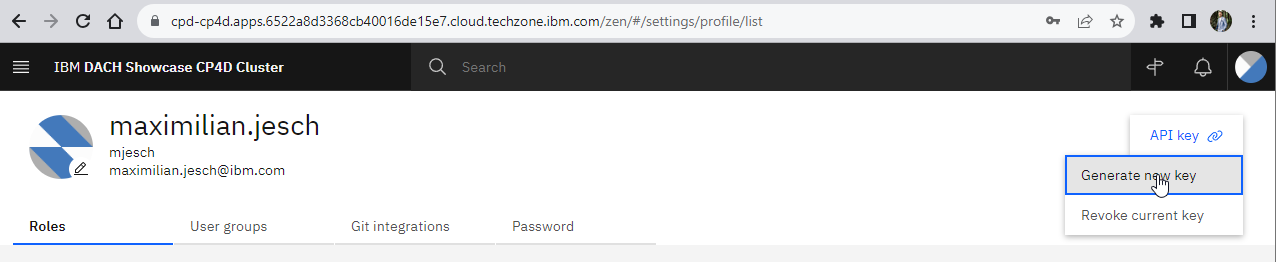 cpd-cp4d.apps.6522a8d3368cb40016de15e7.cloud.techzone.ibm.com/zen/#/settings/profile/list
IBM DACH Showcase CP4D Cluster
Search
maximilian.jesch
mjesch
maximilian.jesch@ibm.com
API key
Generate new key
Revoke current key
Roles
User groups
Git integrations
Password